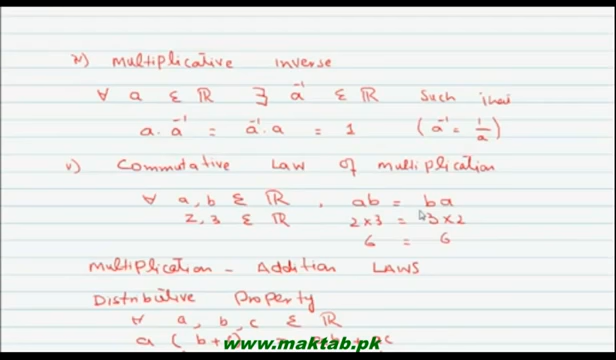 iv) Multiplicative inverse
∀ a ε ℝ ∃ a⁻¹ ε ℝ Such that
a. a⁻¹ = a⁻¹. a = 1 (a⁻¹ = 1/a)
v) Commutative Law of multiplication
∀ a, b ε ℝ , ab = ba
2, 3 ε ℝ 2×3 = 3×2
6 = 6
Multiplication - Addition LAWS
Distributive Property
∀ a, b, c ε ℝ
a (b+
www.maktab.pk